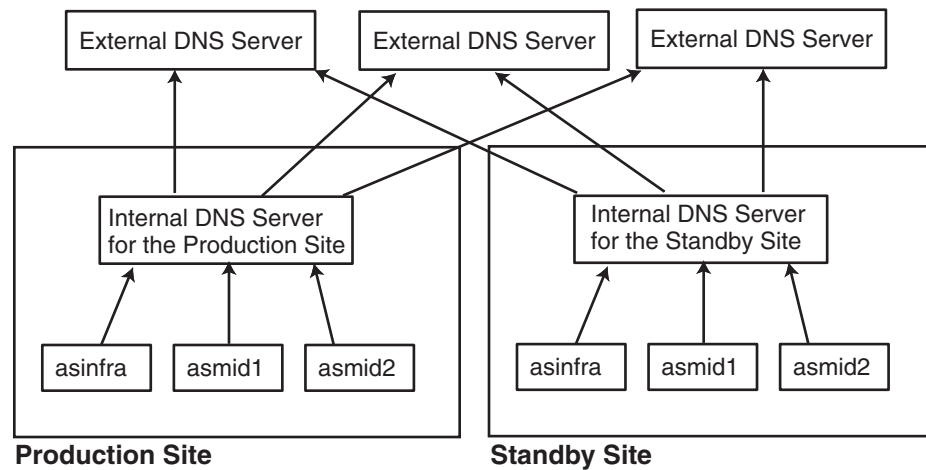 External DNS Server
External DNS Server
External DNS Server
Internal DNS Server
for the Production Site
Internal DNS Server
for the Standby Site
asinfra
asmid1
asmid2
asinfra
asmid1
asmid2
Production Site
Standby Site